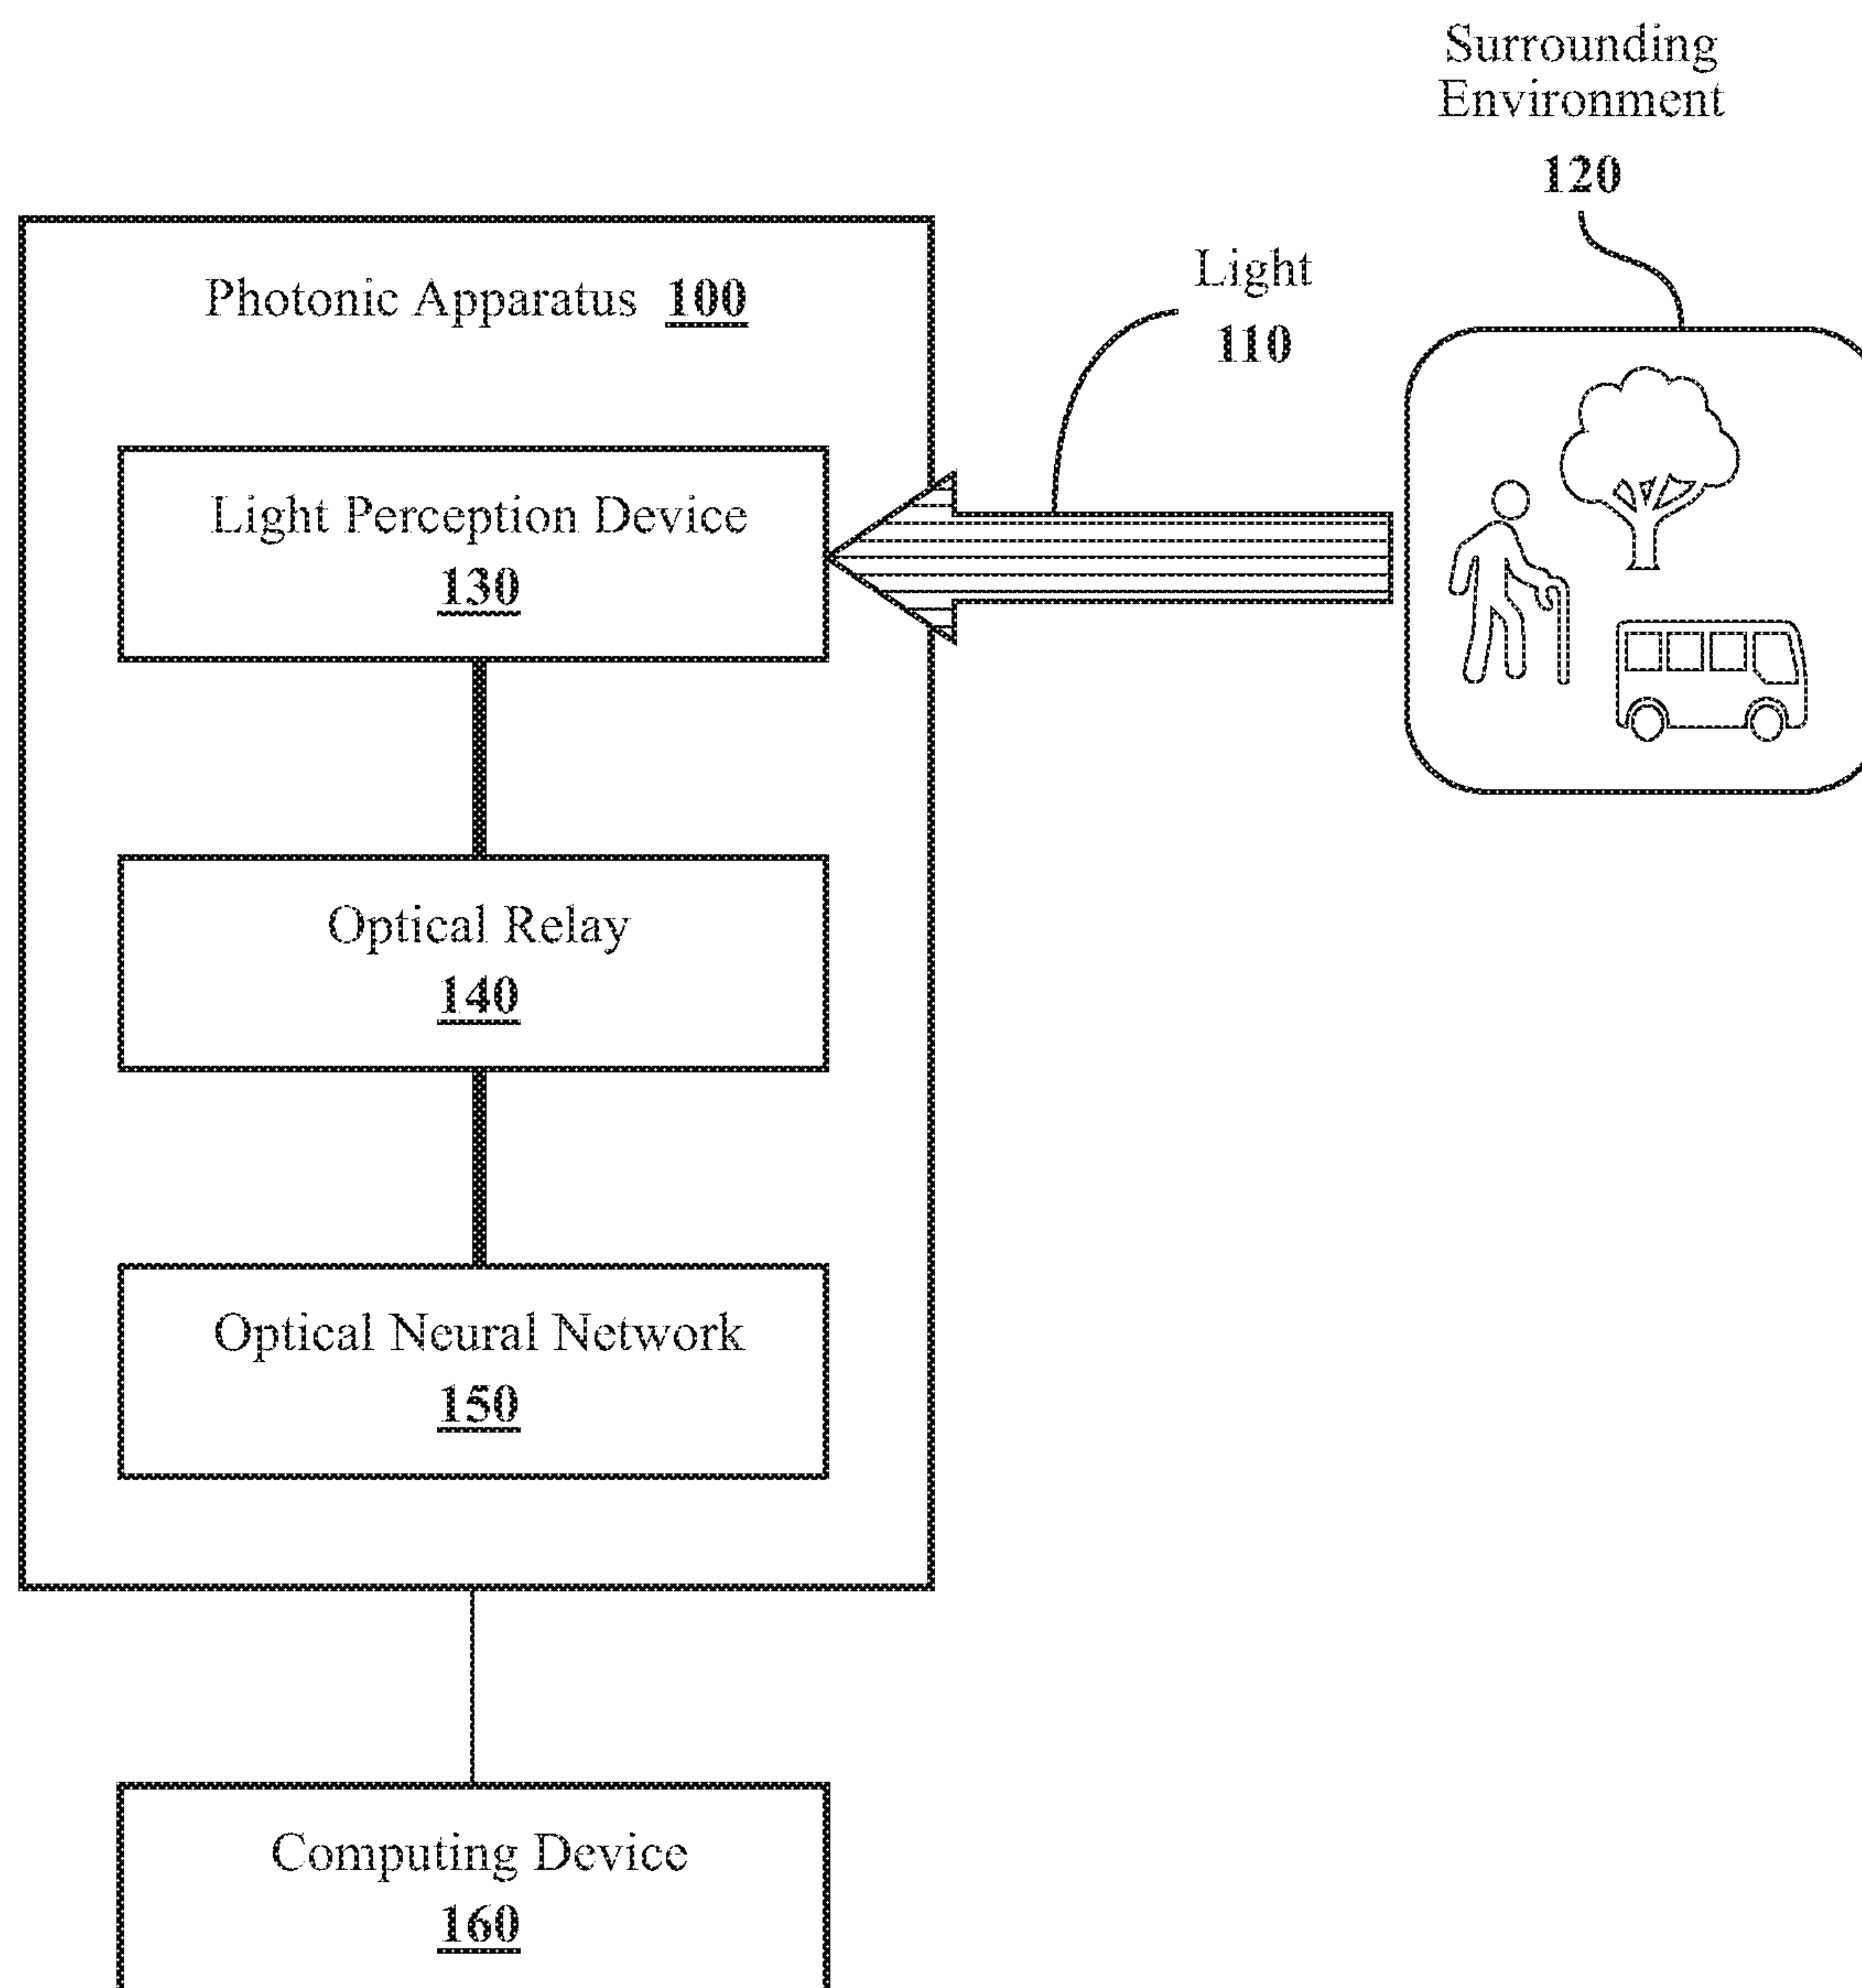 Surrounding
Environment
120
Light
110
Photonic Apparatus 100
Light Perception Device
130
Optical Relay
140
Optical Neural Network
150
Computing Device
160